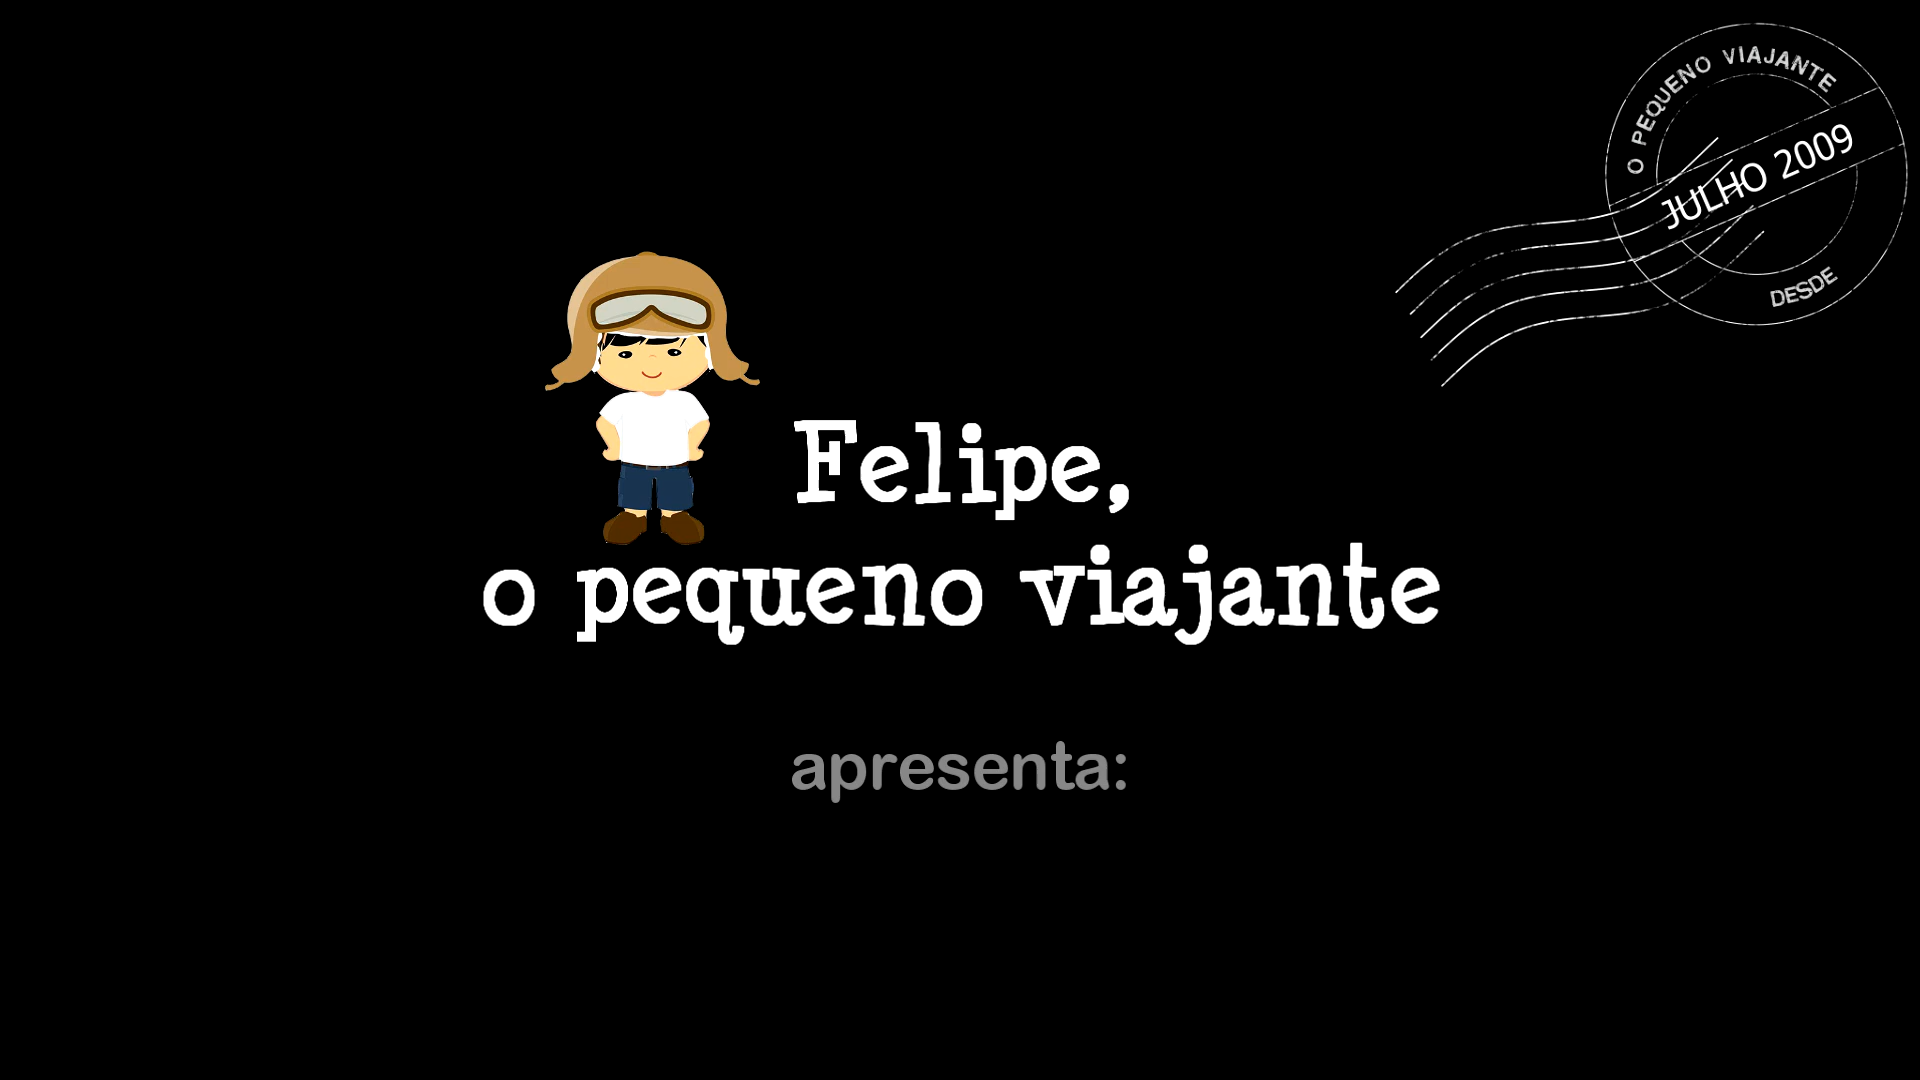 O PEQUENO VIAJANTE
JULHO 2009
DESDE
Felipe,
o pequeno viajante
apresenta: